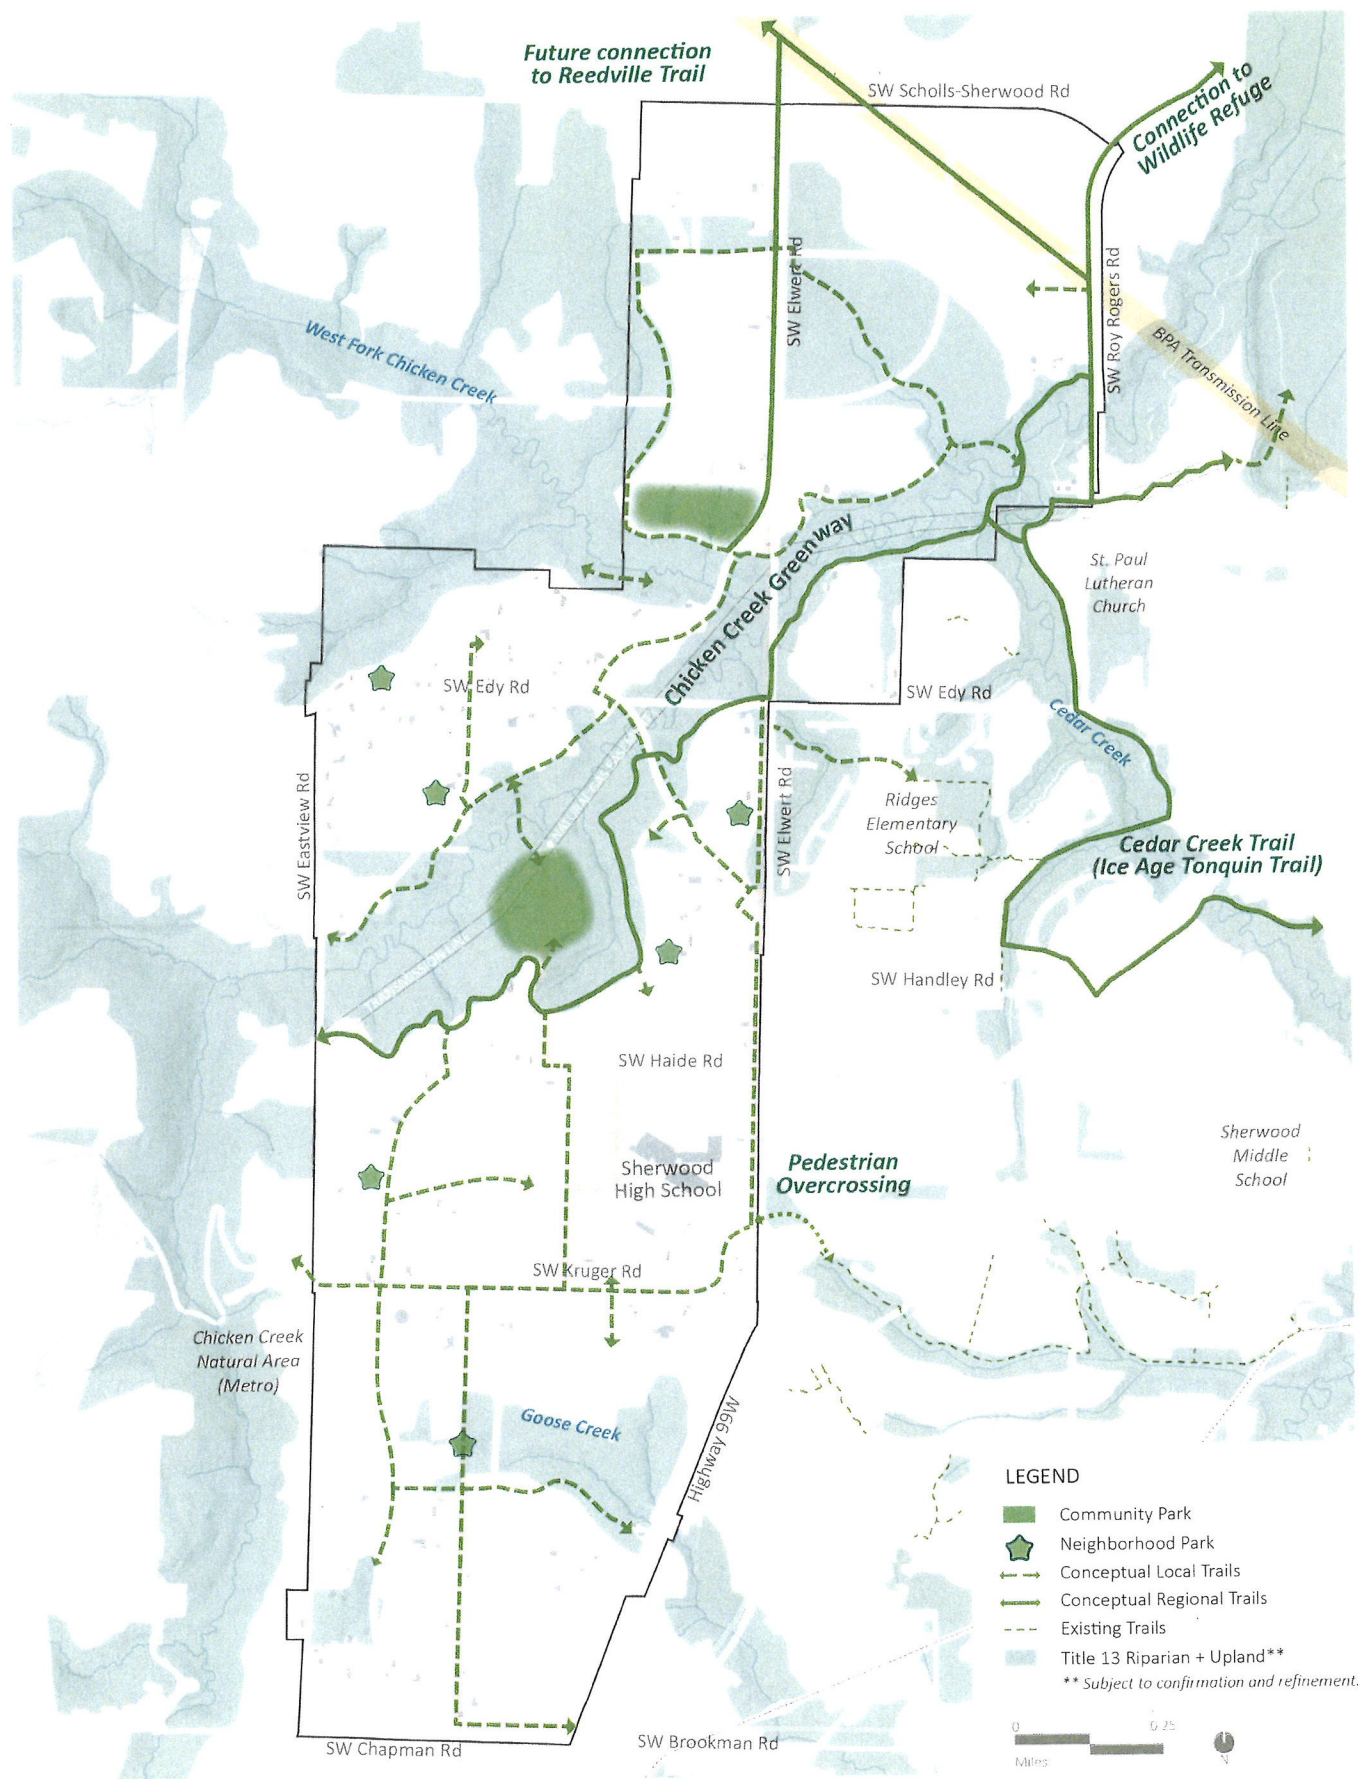 Future connection
to Reedville Trail
SW Scholls-Sherwood Rd
Connection to
Wildlife Refuge
SW Elwert Rd
SW Roy Rogers Rd
BPA Transmission Line
West Fork Chicken Creek
Chicken Creek Greenway
St. Paul
Lutheran
Church
SW Edy Rd
SW Edy Rd
Cedar Creek
SW Eastview Rd
SW Elwert Rd
Ridges
Elementary
School
Cedar Creek Trail
(Ice Age Tonquin Trail)
SW Handley Rd
SW Haide Rd
Sherwood
High School
Pedestrian
Overcrossing
Sherwood
Middle
School
SW Kruger Rd
Chicken Creek
Natural Area
(Metro)
Goose Creek
Highway 99W
LEGEND
Community Park
Neighborhood Park
Conceptual Local Trails
Conceptual Regional Trails
Existing Trails
Title 13 Riparian + Upland**
** Subject to confirmation and refinement.
0 0.25
Miles
N
SW Chapman Rd
SW Brookman Rd